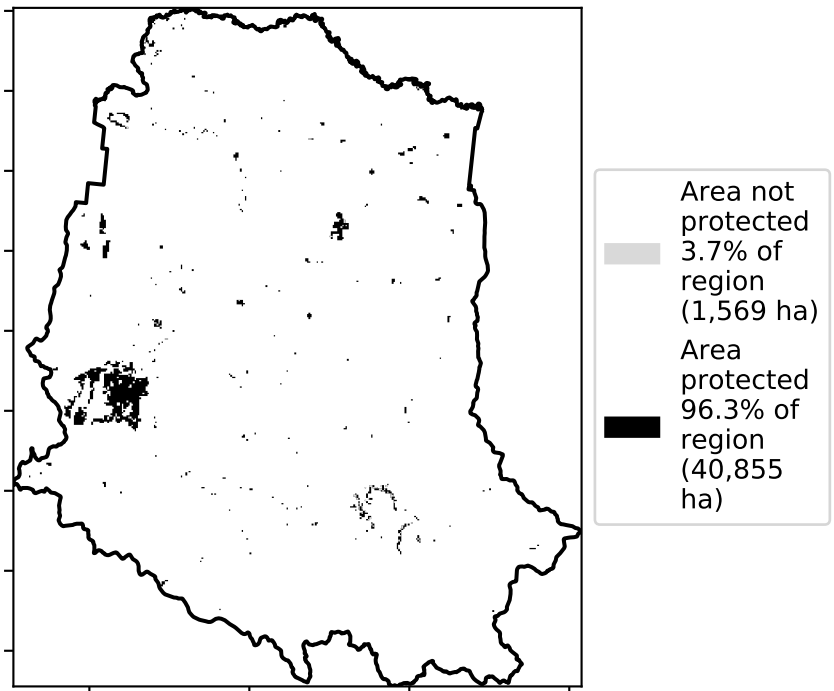 Area not
protected
3.7% of
region
(1,569 ha)
Area
protected
96.3% of
region
(40,855
ha)